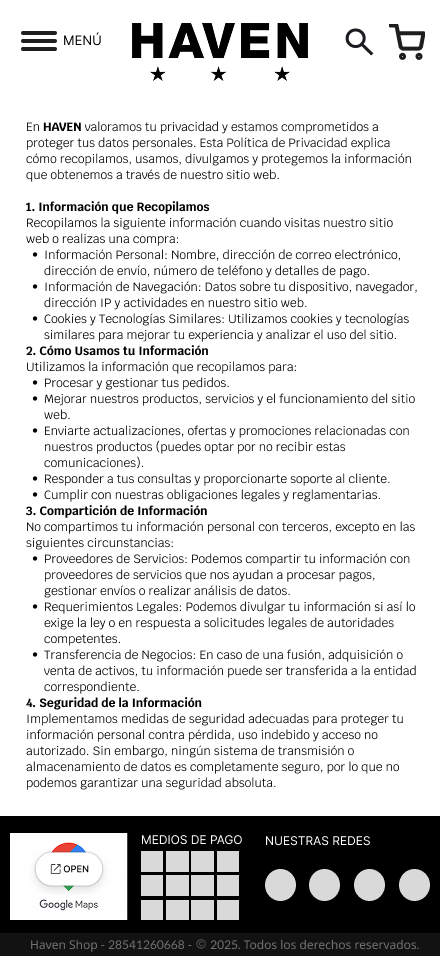 MENÚ
HAVEN
En HAVEN valoramos tu privacidad y estamos comprometidos a
proteger tus datos personales. Esta Política de Privacidad explica
cómo recopilamos, usamos, divulgamos y protegemos la información
que obtenemos a través de nuestro sitio web.
1. Información que Recopilamos
Recopilamos la siguiente información cuando visitas nuestro sitio
web o realizas una compra:
• Información Personal: Nombre, dirección de correo electrónico,
dirección de envío, número de teléfono y detalles de pago.
• Información de Navegación: Datos sobre tu dispositivo, navegador,
dirección IP y actividades en nuestro sitio web.
• Cookies y Tecnologías Similares: Utilizamos cookies y tecnologías
similares para mejorar tu experiencia y analizar el uso del sitio.
2. Cómo Usamos tu Información
Utilizamos la información que recopilamos para:
• Procesar y gestionar tus pedidos.
• Mejorar nuestros productos, servicios y el funcionamiento del sitio
web.
• Enviarte actualizaciones, ofertas y promociones relacionadas con
nuestros productos (puedes optar por no recibir estas
comunicaciones).
• Responder a tus consultas y proporcionarte soporte al cliente.
• Cumplir con nuestras obligaciones legales y reglamentarias.
3. Compartición de Información
No compartimos tu información personal con terceros, excepto en las
siguientes circunstancias:
• Proveedores de Servicios: Podemos compartir tu información con
proveedores de servicios que nos ayudan a procesar pagos,
gestionar envíos o realizar análisis de datos.
• Requerimientos Legales: Podemos divulgar tu información si así lo
exige la ley o en respuesta a solicitudes legales de autoridades
competentes.
• Transferencia de Negocios: En caso de una fusión, adquisición o
venta de activos, tu información puede ser transferida a la entidad
correspondiente.
4. Seguridad de la Información
Implementamos medidas de seguridad adecuadas para proteger tu
información personal contra pérdida, uso indebido y acceso no
autorizado. Sin embargo, ningún sistema de transmisión o
almacenamiento de datos es completamente seguro, por lo que no
podemos garantizar una seguridad absoluta.
OPEN
Google Maps
MEDIOS DE PAGO
NUESTRAS REDES
Haven Shop - 28541260668 - © 2025. Todos los derechos reservados.